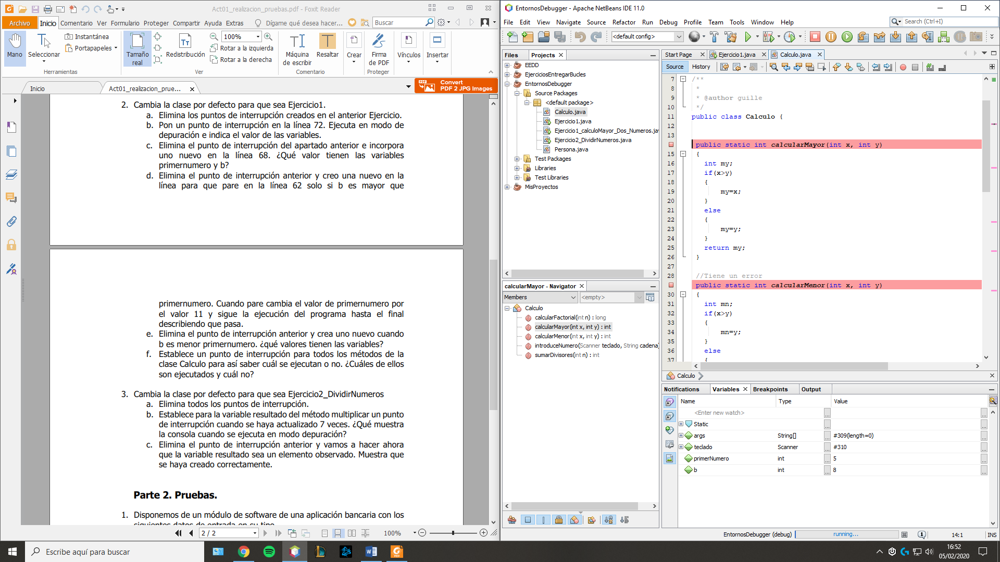 Act01_realizacion_pruebas.pdf - Foxit Reader
Archivo Inicio Comentario Ver Formulario Proteger Compartir Ayuda Extras Dígame qué desea hacer... Buscar
Mano
Seleccionar
Instantánea
Portapapeles
Herramientas
Tamaño real
100%
Redistribución
Rotar a la izquierda
Rotar a la derecha
Ver
Máquina de escribir
Resaltar
Comentario
Crear
Firma de PDF
Proteger
Vínculos
Insertar
Inicio
Act01_realizacion_prue...
Convert
PDF 2 JPG Images
2. Cambia la clase por defecto para que sea Ejercicio1.
a. Elimina los puntos de interrupción creados en el anterior Ejercicio.
b. Pon un punto de interrupción en la línea 72. Ejecuta en modo de
depuración e indica el valor de las variables.
c. Elimina el punto de interrupción del apartado anterior e incorpora
uno nuevo en la línea 68. ¿Qué valor tienen las variables
primernumero y b?
d. Elimina el punto de interrupción anterior y creo una nuevo en la
línea para que pare en la línea 62 solo si b es mayor que
primernumero. Cuando pare cambia el valor de primernumero por
el valor 11 y sigue la ejecución del programa hasta el final
describiendo que pasa.
e. Elimina el punto de interrupción anterior y crea uno nuevo cuando
b es menor primernumero. ¿qué valores tienen las variables?
f. Establece un punto de interrupción para todos los métodos de la
clase Calculo para así saber cuál se ejecutan o no. ¿Cuáles de ellos
son ejecutados y cuál no?
3. Cambia la clase por defecto para que sea Ejercicio2_DividirNumeros
a. Elimina todos los puntos de interrupción.
b. Establece para la variable resultado del método multiplicar un punto
de interrupción cuando se haya actualizado 7 veces. ¿Qué muestra
la consola cuando se ejecuta en modo depuración?
c. Elimina el punto de interrupción anterior y vamos a hacer ahora
que la variable resultado sea un elemento observado. Muestra que
se haya creado correctamente.
Parte 2. Pruebas.
1. Disponemos de un módulo de software de una aplicación bancaria con los
2 / 2
100%
EntornosDebugger - Apache NetBeans IDE 11.0
File Edit View Navigate Source Refactor Run Debug Profile Team Tools Window Help
Search (Ctrl+I)
<default config>
Files Projects
EEDD
EjerciciosEntregarBucles
EntornosDebugger
Source Packages
<default package>
Calculo.java
Ejercicio1.java
Ejercicio1_calculoMayor_Dos_Numeros.jav
Ejercicio2_DividirNumeros.java
Persona.java
Test Packages
Libraries
Test Libraries
MisProyectos
calcularMayor - Navigator
Members
<empty>
Calculo
calcularFactorial(int n) : long
calcularMayor(int x, int y) : int
calcularMenor(int x, int y) : int
introduceNumero(Scanner teclado, String cadena)
sumarDivisores(int n) : int
Start Page Ejercicio1.java Calculo.java
Source History
7 /**
8 *
9 * @author guille
10 */
11 public class Calculo {
12
13
public static int calcularMayor(int x, int y)
15 {
16 int my;
17 if(x>y)
18 {
19 my=x;
20 }
21 else
22 {
23 my=y;
24 }
25 return my;
26 }
27
28 //Tiene un error
public static int calcularMenor(int x, int y)
30 {
31 int mn;
32 if(x>y)
33 {
34 mn=y;
35 }
36 else
37 {
Calculo
Notifications Variables Breakpoints Output
Name Type Value
<Enter new watch>
Static
args String[] #309(length=0)
teclado Scanner #310
primerNumero int 5
b int 8
EntornosDebugger (debug) running... 1 14:1 INS
Escribe aquí para buscar
16:52
05/02/2020